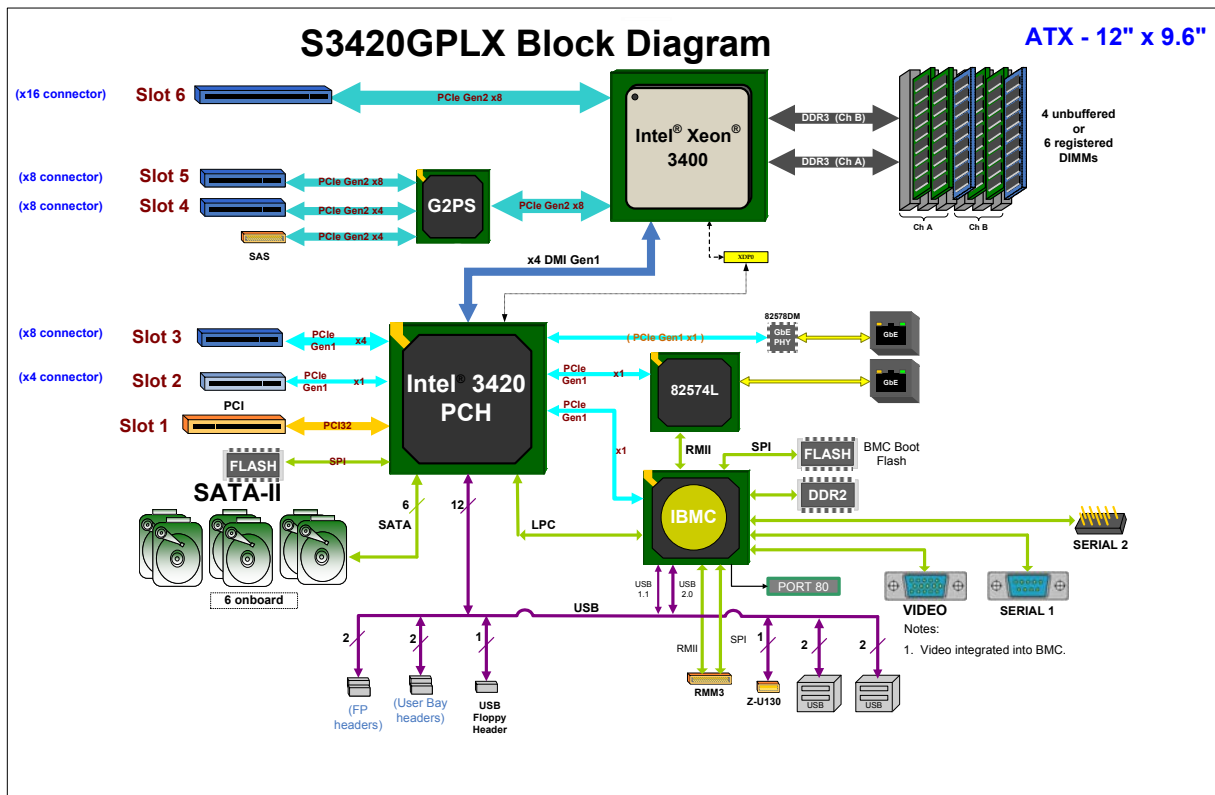 S3420GPLX Block Diagram
ATX - 12" x 9.6"
(x16 connector)
Slot 6
PCIe Gen2 x8
Intel® Xeon®
3400
DDR3 (Ch B)
DDR3 (Ch A)
4 unbuffered
or
6 registered
DIMMs
Ch A
Ch B
(x8 connector)
Slot 5
PCIe Gen2 x8
(x8 connector)
Slot 4
PCIe Gen2 x4
G2PS
PCIe Gen2 x8
SAS
PCIe Gen2 x4
x4 DMI Gen1
XDP0
(x8 connector)
Slot 3
PCIe
Gen1
x4
(x4 connector)
Slot 2
PCIe
Gen1
x1
PCI
Slot 1
PCI32
Intel® 3420
PCH
( PCIe Gen1 x1 )
82578DM
GbE
PHY
GbE
PCIe
Gen1
x1
82574L
GbE
PCIe
Gen1
x1
RMII
SPI
FLASH
BMC Boot
Flash
FLASH
SPI
SATA-II
6
SATA
12
LPC
IBMC
DDR2
SERIAL 2
6 onboard
USB
1.1
USB
2.0
PORT 80
VIDEO
SERIAL 1
USB
Notes:
1. Video integrated into BMC.
2
2
1
RMII
SPI
1
2
2
(FP
headers)
(User Bay
headers)
USB
Floppy
Header
RMM3
Z-U130
USB
USB